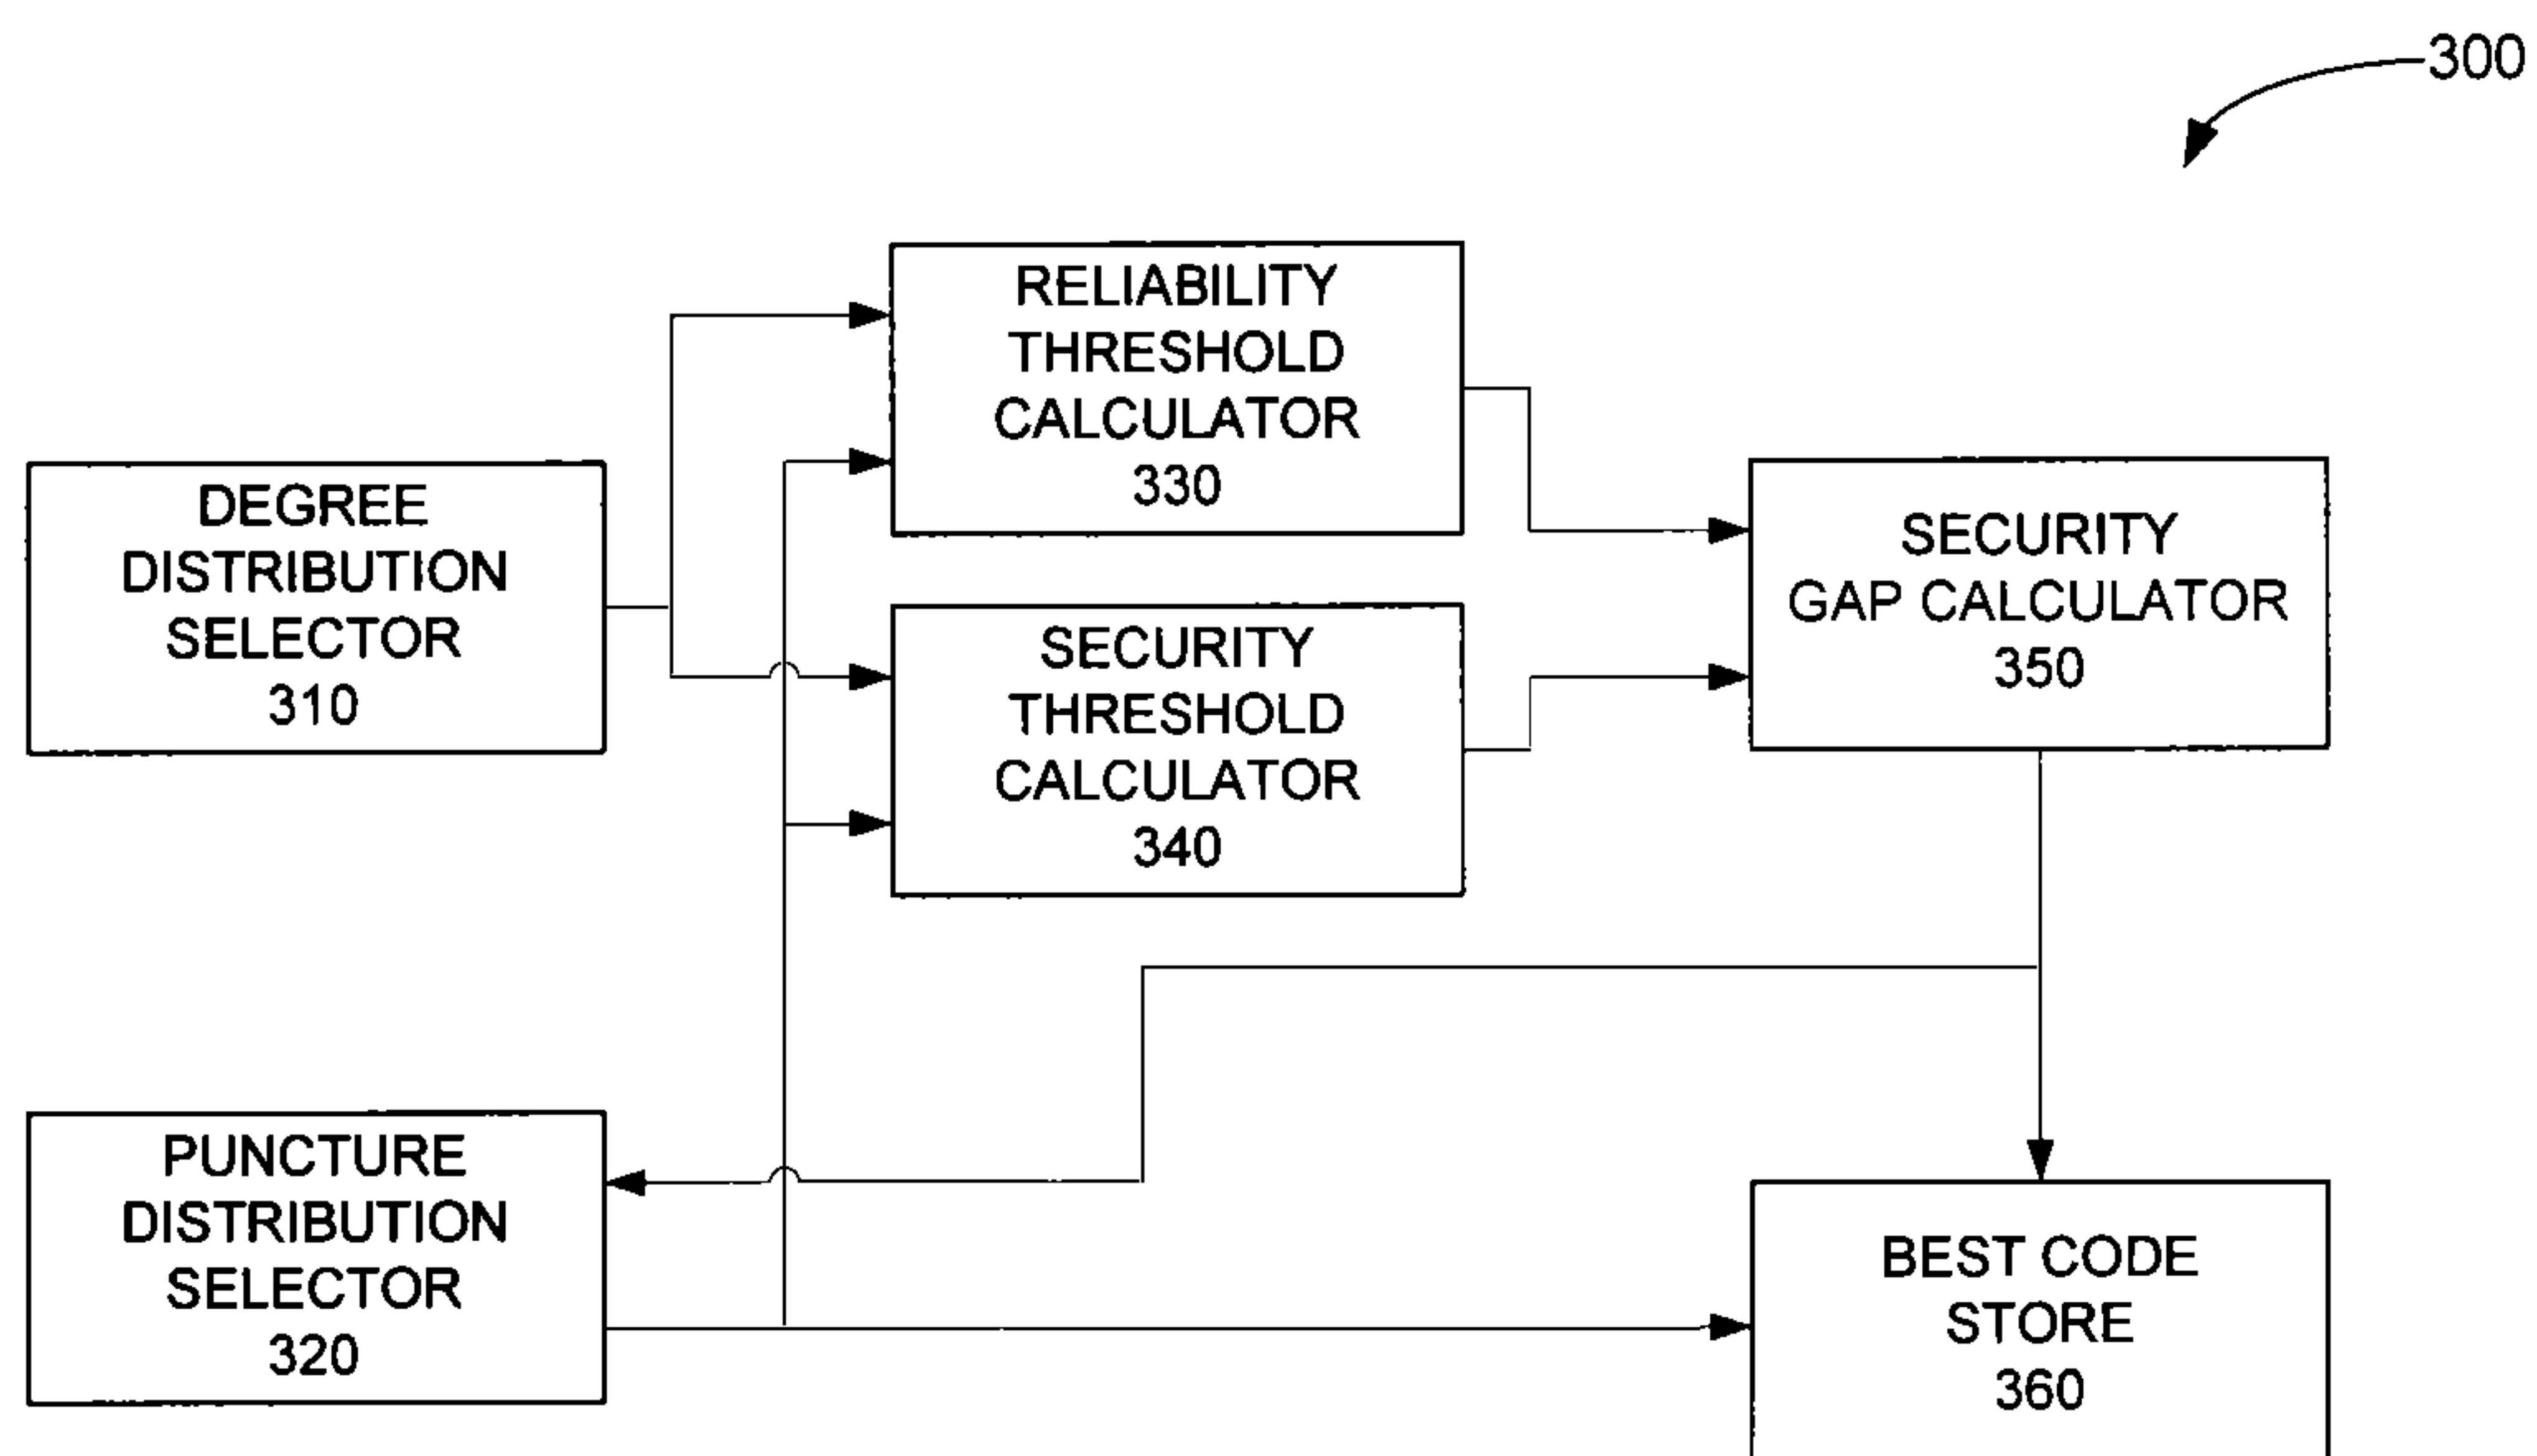 300
RELIABILITY
THRESHOLD
CALCULATOR
330
DEGREE
DISTRIBUTION
SELECTOR
310
SECURITY
GAP CALCULATOR
350
SECURITY
THRESHOLD
CALCULATOR
340
PUNCTURE
DISTRIBUTION
SELECTOR
320
BEST CODE
STORE
360